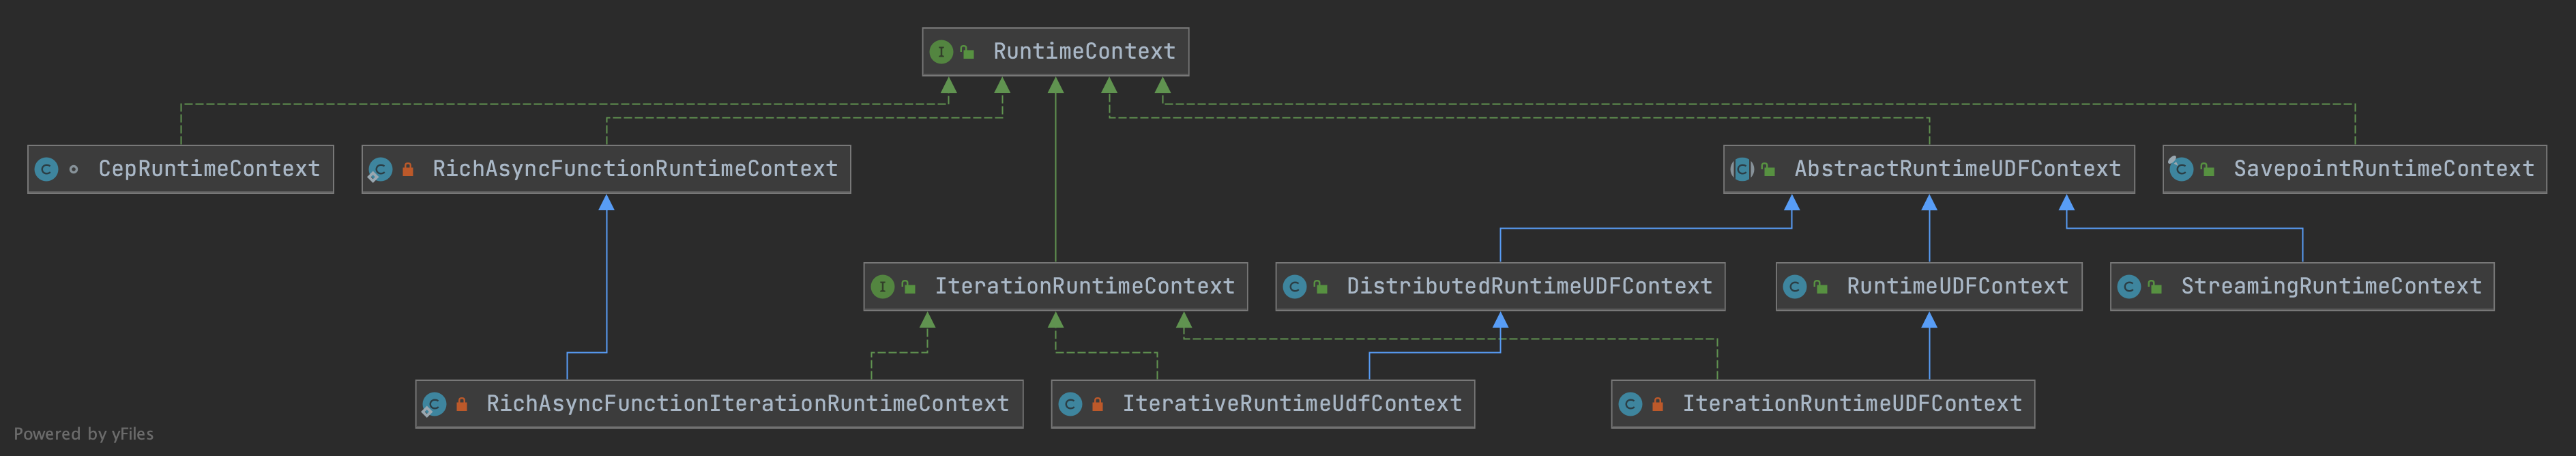 RuntimeContext
CepRuntimeContext
RichAsyncFunctionRuntimeContext
AbstractRuntimeUDFContext
SavepointRuntimeContext
IterationRuntimeContext
DistributedRuntimeUDFContext
RuntimeUDFContext
StreamingRuntimeContext
RichAsyncFunctionIterationRuntimeContext
IterativeRuntimeUdfContext
IterationRuntimeUDFContext
Powered by yFiles